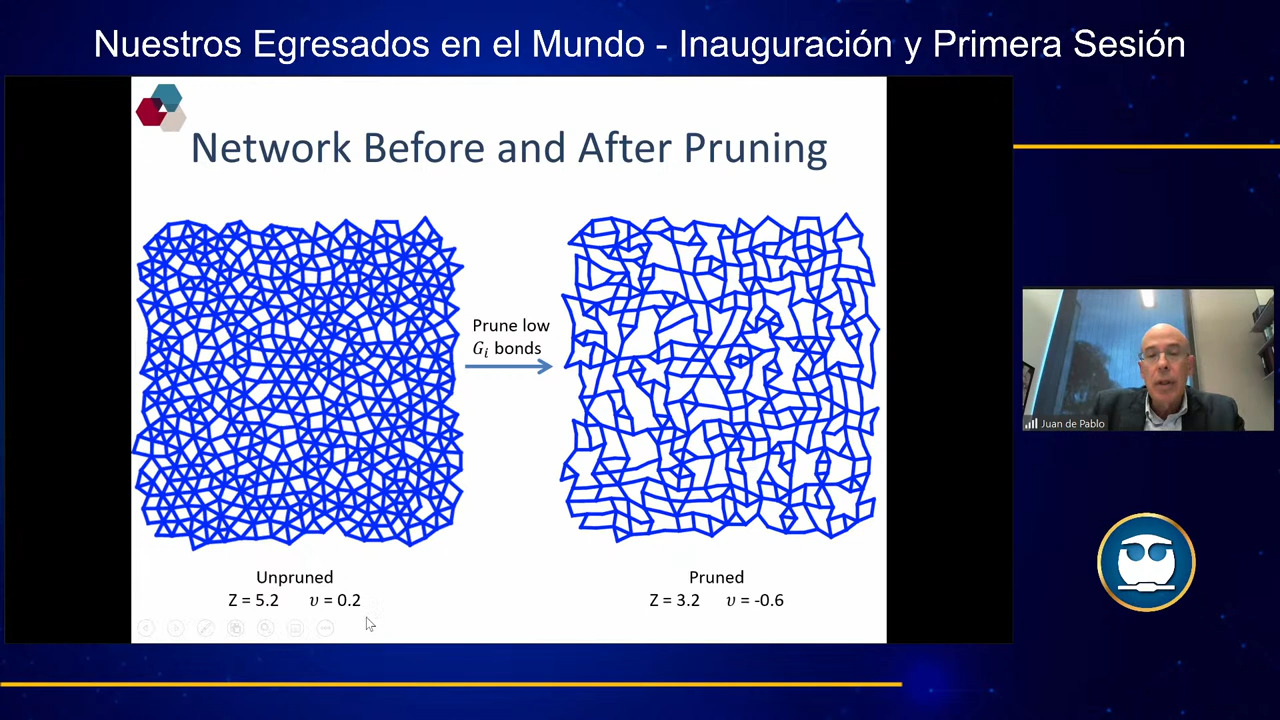 Nuestros Egresados en el Mundo - Inauguración y Primera Sesión
Network Before and After Pruning
Prune low
𝐺ᵢ bonds
Unpruned
Z = 5.2 𝜐 = 0.2
Pruned
Z = 3.2 𝜐 = -0.6
Juan de Pablo